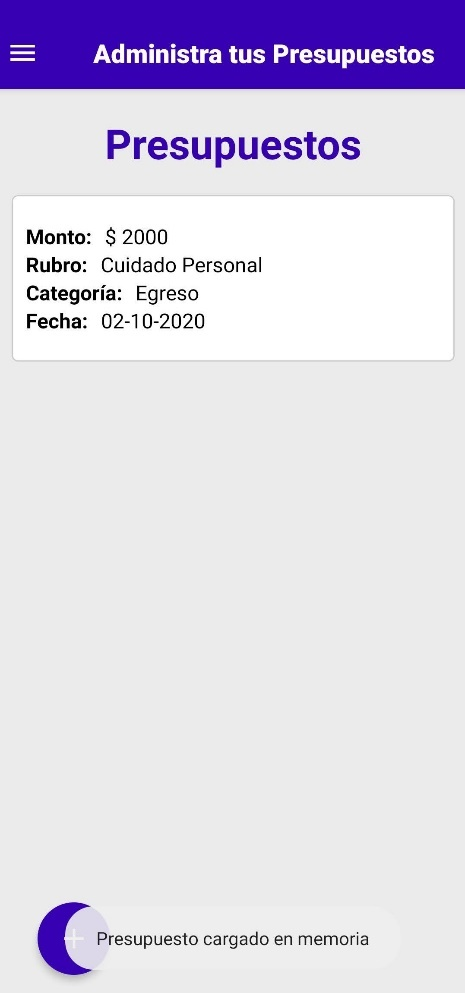 Administra tus Presupuestos
Presupuestos
Monto: $ 2000
Rubro: Cuidado Personal
Categoría: Egreso
Fecha: 02-10-2020
+ Presupuesto cargado en memoria